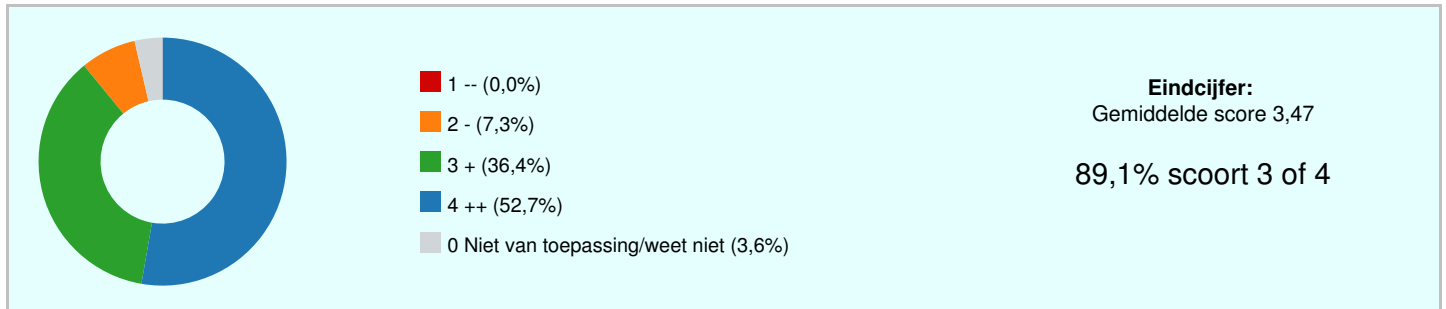 1 -- (0,0%)
2 - (7,3%)
3 + (36,4%)
4 ++ (52,7%)
0 Niet van toepassing/weet niet (3,6%)
Eindcijfer:
Gemiddelde score 3,47
89,1% scoort 3 of 4